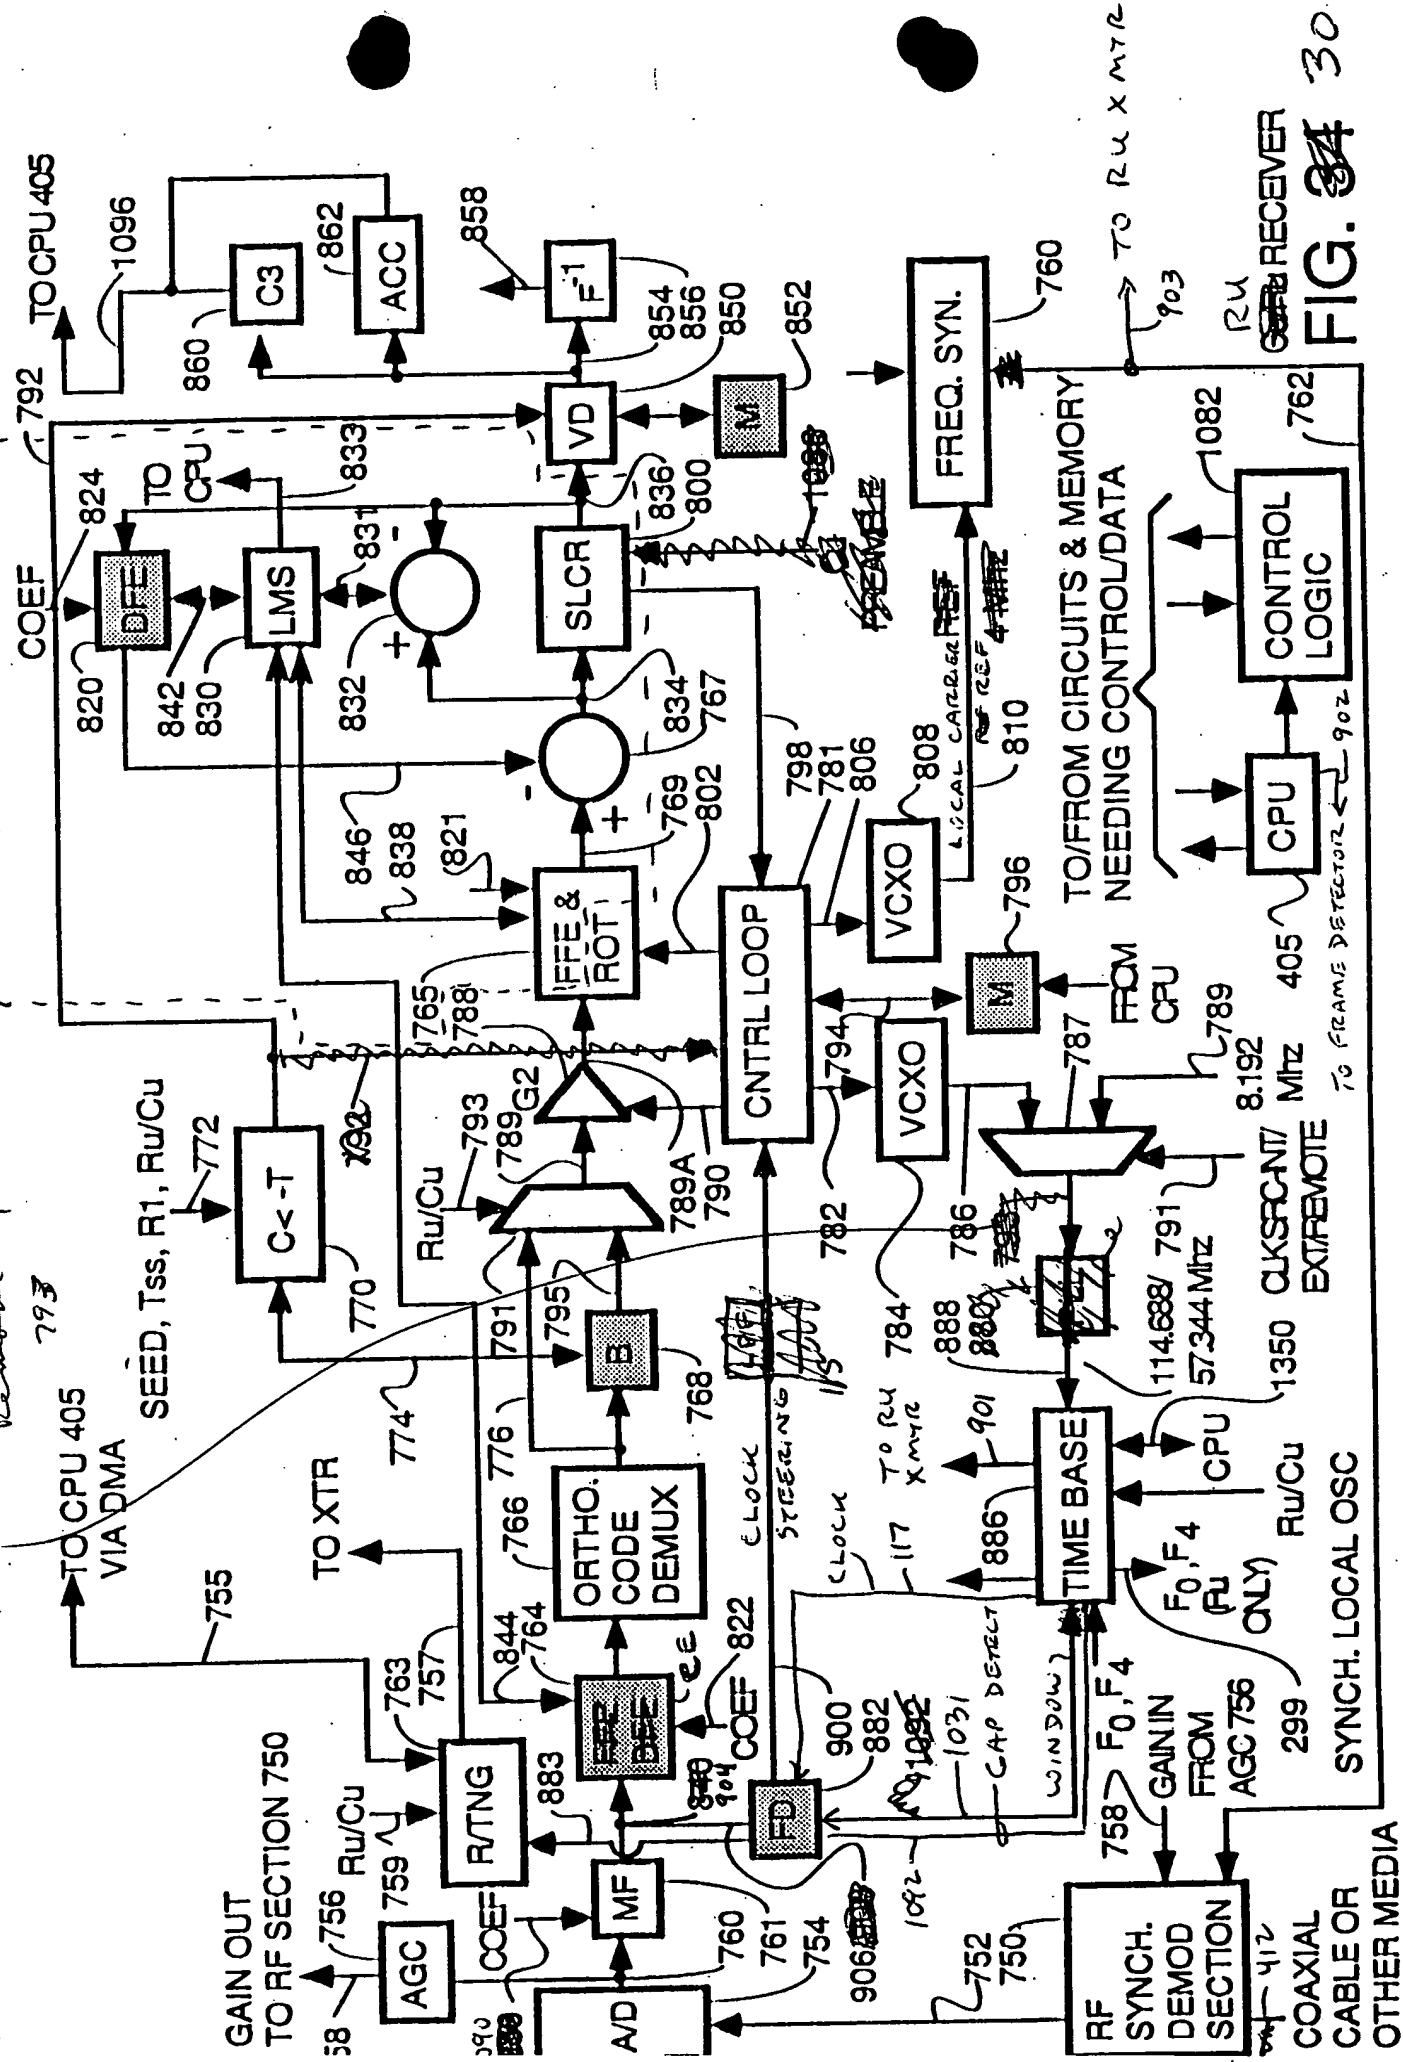 GAIN OUT
TO RF SECTION 750
TO CPU 405
VIA DMA
793
SEED, Tss, R1, Ru/Cu
772
COEF
824
792
TO CPU 405
1096
756
AGC
Ru/Cu
759
755
763
757
TO XTR
R/TNG
883
COEF
MF
844
764
766
ORTHO.
CODE
DEMUX
776
774
770
C<-T
791
795
B
768
Ru/Cu
793
789
G2
789A
790
765
788
FFE &
ROT
846
838
821
820
DFE
842
830
LMS
831
833
TO
CPU
832
+
-
-
+
834
767
769
802
SLCR
836
800
VD
850
M
852
854
856
F-1
858
860
C3
862
ACC
A/D
760
761
754
904
CE
822
COEF
FD
900
882
906
1031
1092
CAP DETECT
WINDOW
CLOCK
STEERING
CLOCK
117
CNTRL LOOP
798
781
806
782
794
784
VCXO
786
M
796
FROM
CPU
VCXO
808
LOCAL CARRIER
REF
810
FREQ. SYN.
760
903
TO RU XMTR
888
787
789
8.192
Mhz
791
114.688/
57.344 Mhz
CLKSRC-NT/
EXT/REMOTE
1350
CPU
TIME BASE
886
901
TO RU
XMTR
F0, F4
(Ru
ONLY)
Ru/Cu
299
758
F0, F4
GAIN IN
FROM
AGC 756
752
750
RF
SYNCH.
DEMOD
SECTION
412
COAXIAL
CABLE OR
OTHER MEDIA
SYNCH. LOCAL OSC
762
TO/FROM CIRCUITS & MEMORY
NEEDING CONTROL/DATA
405
CPU
CONTROL
LOGIC
1082
TO FRAME DETECTOR
902
RU
RECEIVER
FIG. 30